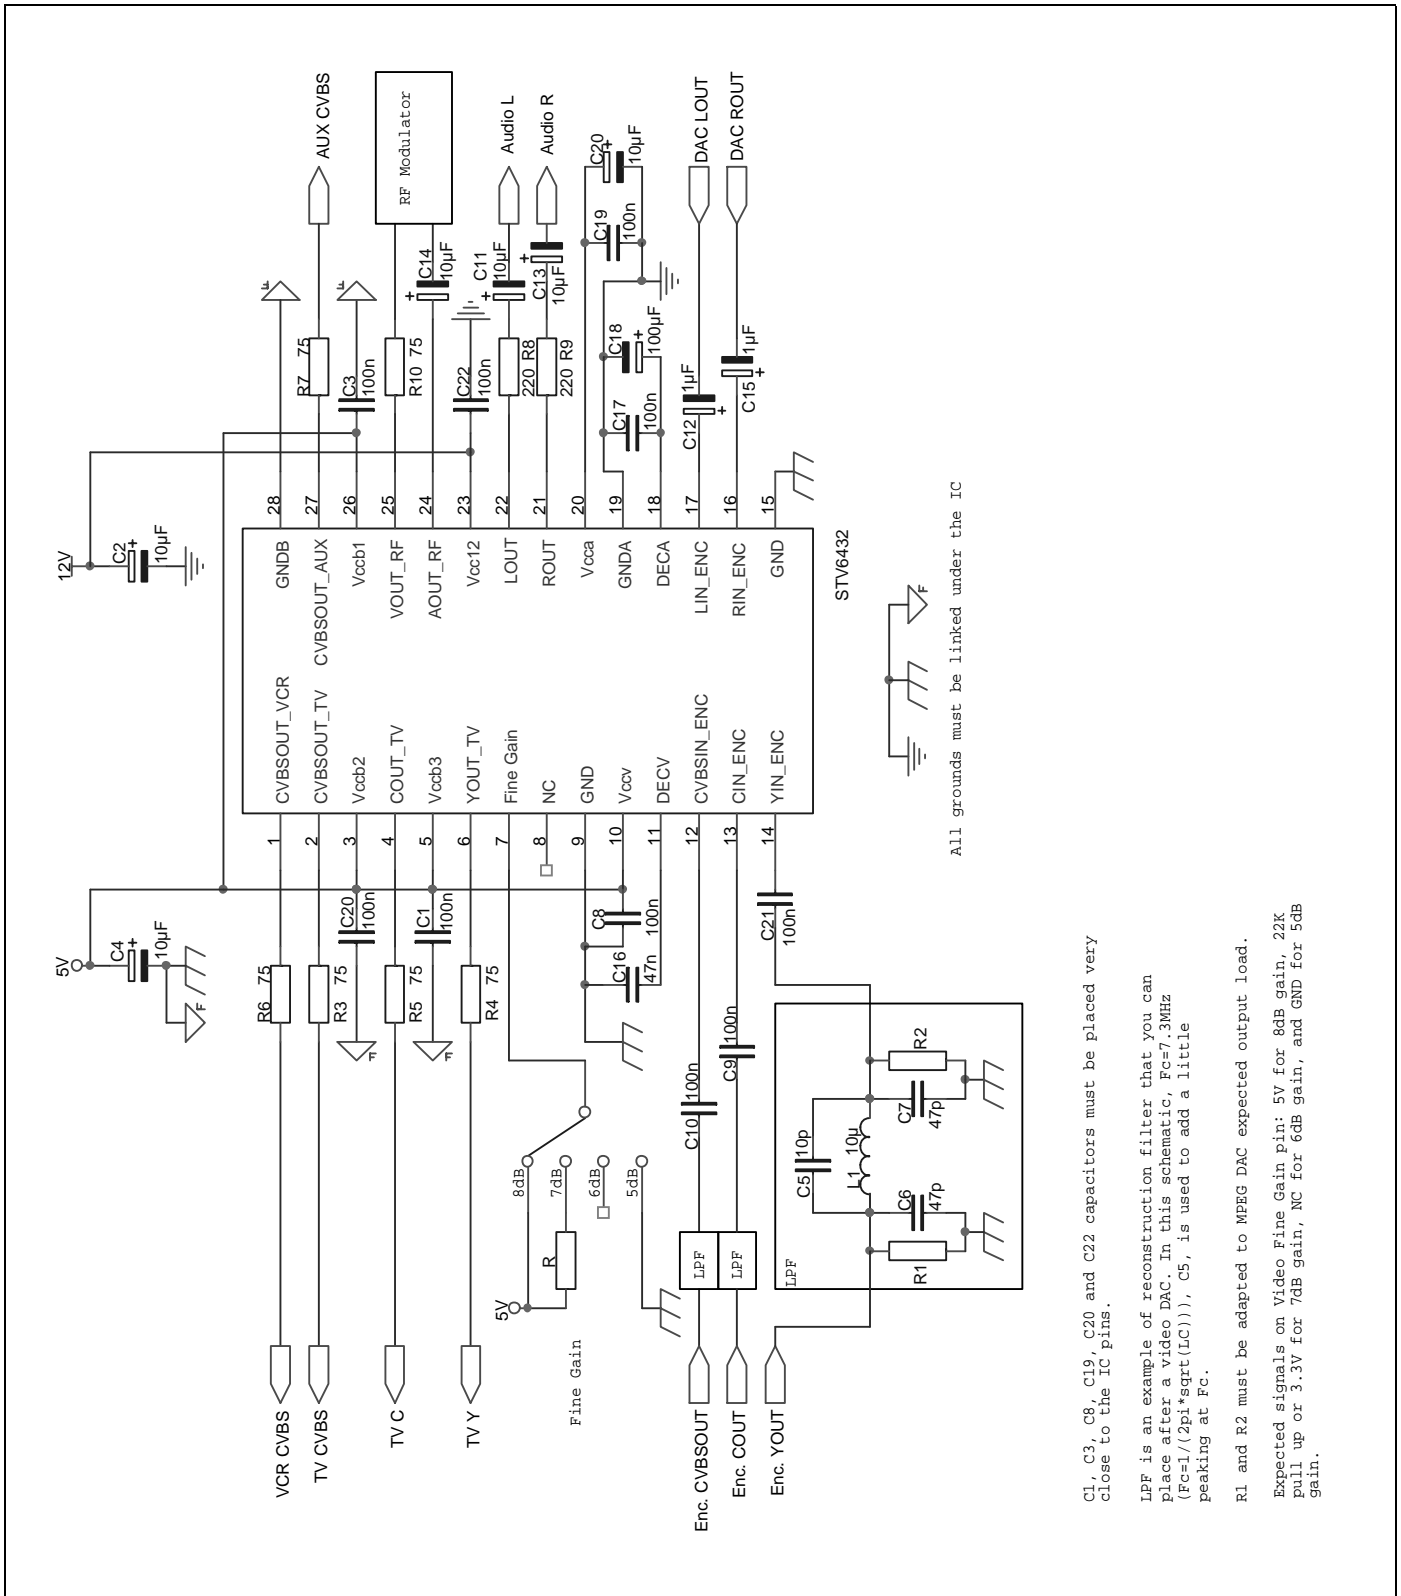 5V
C4
+
10µF
F
12V
C2
+
10µF
VCR CVBS
R6 75
1
CVBSOUT_VCR
GNDB
28
F
TV CVBS
R3 75
2
CVBSOUT_TV
CVBSOUT_AUX
27
R7 75
AUX CVBS
F
C20
100n
3
Vccb2
Vccb1
26
C3
100n
F
TV C
R5 75
4
COUT_TV
VOUT_RF
25
R10 75
RF Modulator
F
C1
100n
5
Vccb3
AOUT_RF
24
+
C14
10µF
TV Y
R4 75
6
YOUT_TV
Vcc12
23
C22
100n
7
Fine Gain
LOUT
22
220 R8
+
C11
10µF
Audio L
8
NC
ROUT
21
220 R9
+
C13
10µF
Audio R
9
GND
Vcca
20
C8
100n
10
Vccv
GNDA
19
C19
100n
C20
+
10µF
C16
47n
11
DECV
DECA
18
C17
100n
C18
+
100µF
C10
100n
12
CVBSIN_ENC
LIN_ENC
17
C12
1µF
+
DAC LOUT
C9
100n
13
CIN_ENC
RIN_ENC
16
C15
1µF
+
DAC ROUT
C21
100n
14
YIN_ENC
GND
15
STV6432
5V
8dB
7dB
6dB
5dB
R
Fine Gain
Enc. CVBSOUT
LPF
Enc. COUT
LPF
Enc. YOUT
LPF
C5
10p
L1
10µ
R1
C6
47p
C7
47p
R2
F
All grounds must be linked under the IC
C1, C3, C8, C19, C20 and C22 capacitors must be placed very
close to the IC pins.
LPF is an example of reconstruction filter that you can
place after a video DAC. In this schematic, Fc=7.3MHz
(Fc=1/(2pi*sqrt(LC))), C5, is used to add a little
peaking at Fc.
R1 and R2 must be adapted to MPEG DAC expected output load.
Expected signals on Video Fine Gain pin: 5V for 8dB gain, 22K
pull up or 3.3V for 7dB gain, NC for 6dB gain, and GND for 5dB
gain.